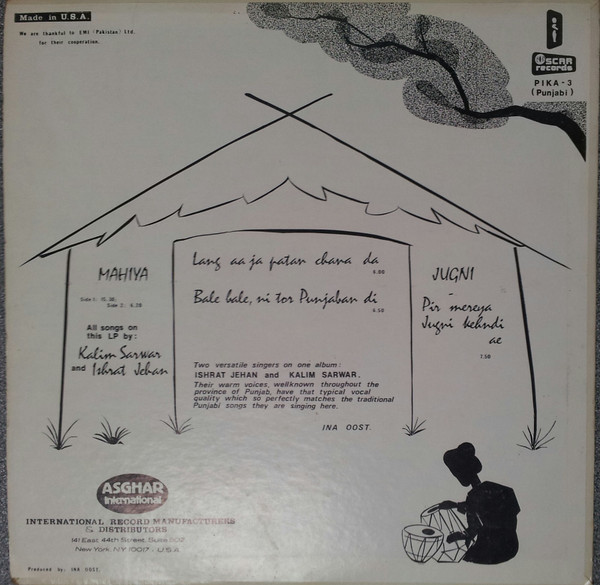 Made in U.S.A.
We are thankful to EMI (Pakistan) Ltd.
for their cooperation.
OSCAR
records
PIKA-3
(Punjabi)
MAHIYA
Side 1: 15.36
Side 2: 6.26
All songs on
this LP by:
Kalim Sarwar
and Ishrat Jehan
Lang aa ja patan chana da
6.00
Bale bale, ni tor Punjaban di
6.50
JUGNI
Pir mereya
Jugni kehndi
ae
7.50
Two versatile singers on one album:
ISHRAT JEHAN and KALIM SARWAR.
Their warm voices, wellknown throughout the
province of Punjab, have that typical vocal
quality which so perfectly matches the traditional
Punjabi songs they are singing here.
INA OOST.
ASGHAR
International
INTERNATIONAL RECORD MANUFACTURERS
& DISTRIBUTORS
141 East 44th Street, Suite
New York, NY 10017 - U.S.A
Produced by: INA OOST.